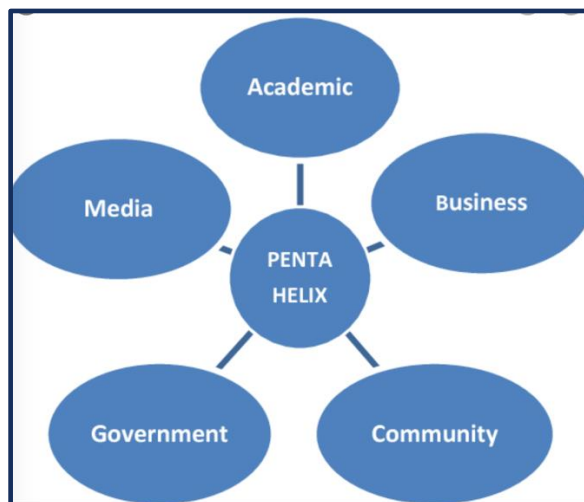 Academic
Media
Business
PENTA
HELIX
Government
Community